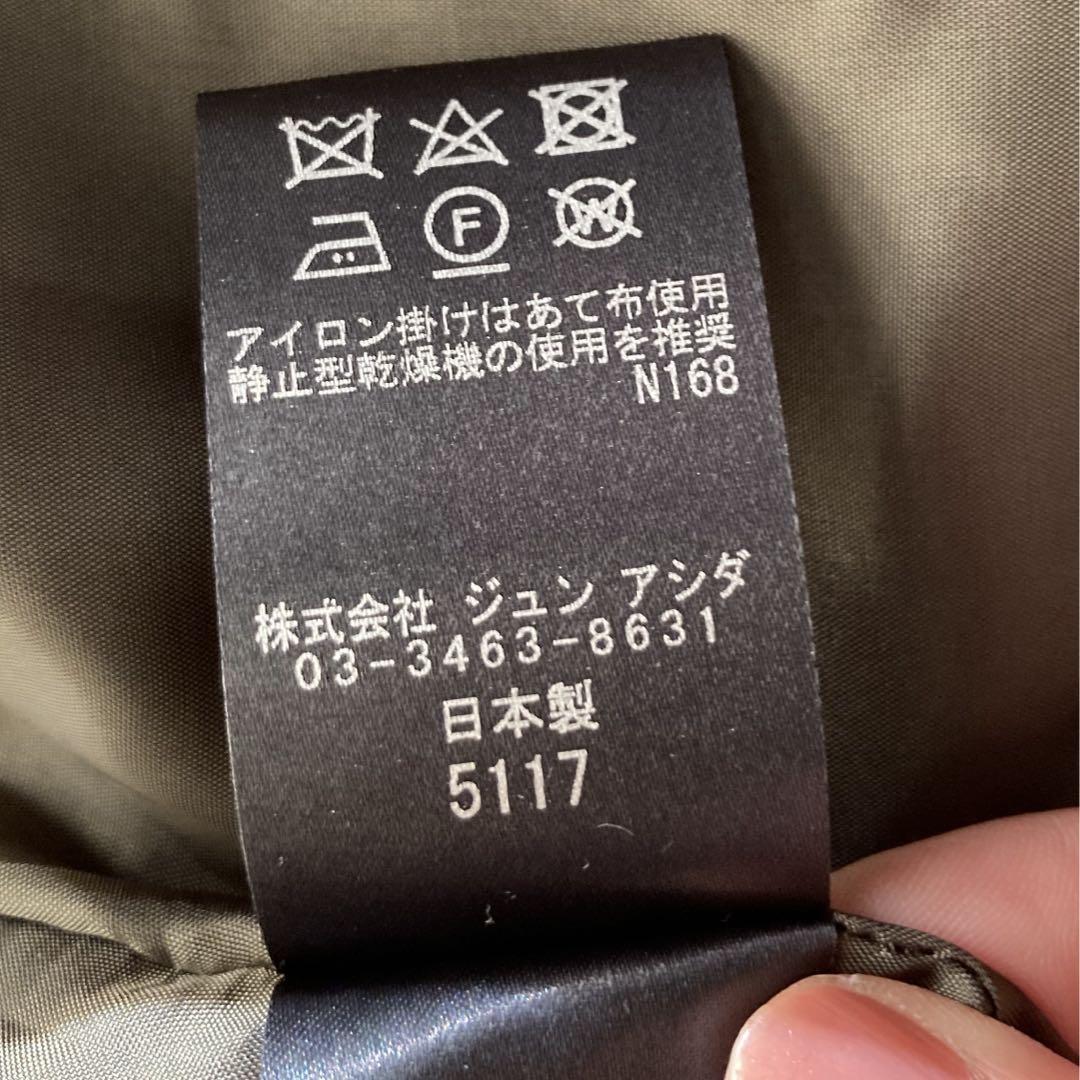 F W
アイロン掛けはあて布使用
静止型乾燥機の使用を推奨
N168
株式会社 ジュン アシダ
03-3463-8631
日本製
5117